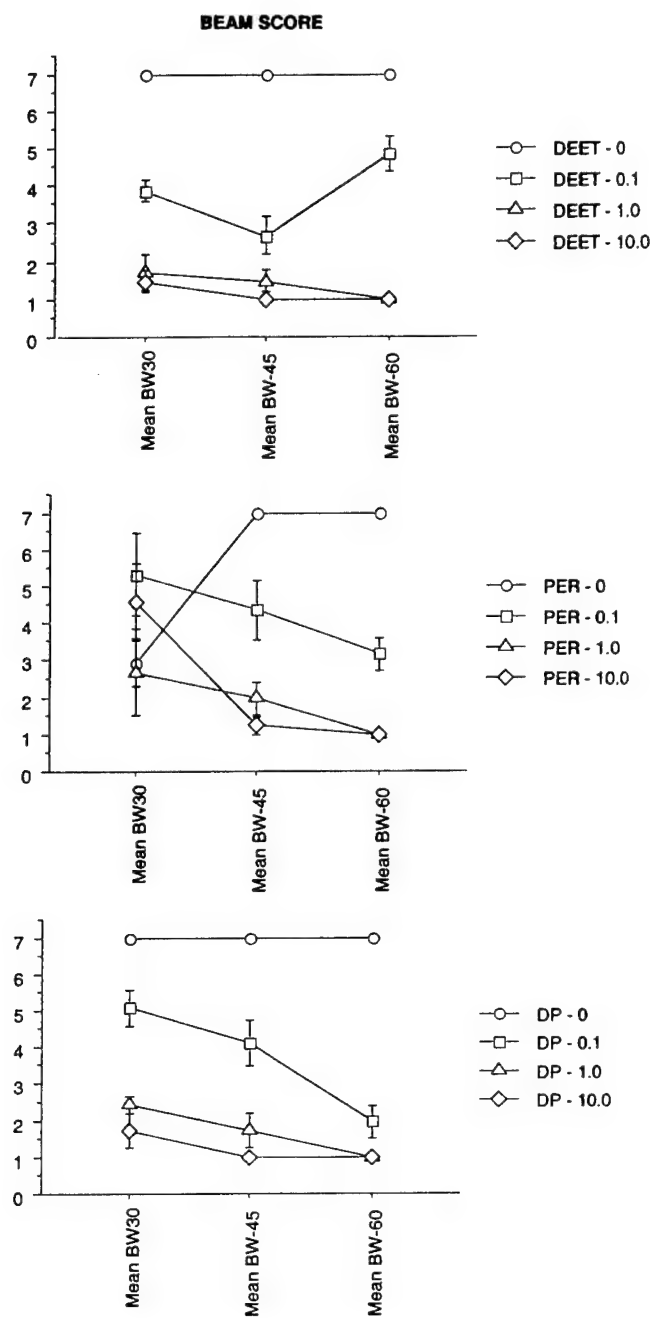 BEAM SCORE
7
6
5
4
3
2
1
0
DEET - 0
DEET - 0.1
DEET - 1.0
DEET - 10.0
Mean BW30
Mean BW-45
Mean BW-60
7
6
5
4
3
2
1
0
PER - 0
PER - 0.1
PER - 1.0
PER - 10.0
Mean BW30
Mean BW-45
Mean BW-60
7
6
5
4
3
2
1
0
DP - 0
DP - 0.1
DP - 1.0
DP - 10.0
Mean BW30
Mean BW-45
Mean BW-60